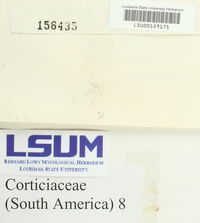 Louisiana State University Herbarium
LSU00159175
156435
LSUM
BERNARD LOWY MYCOLOGICAL HERBARIUM
LOUISIANA STATE UNIVERSITY
Corticiaceae
(South America) 8